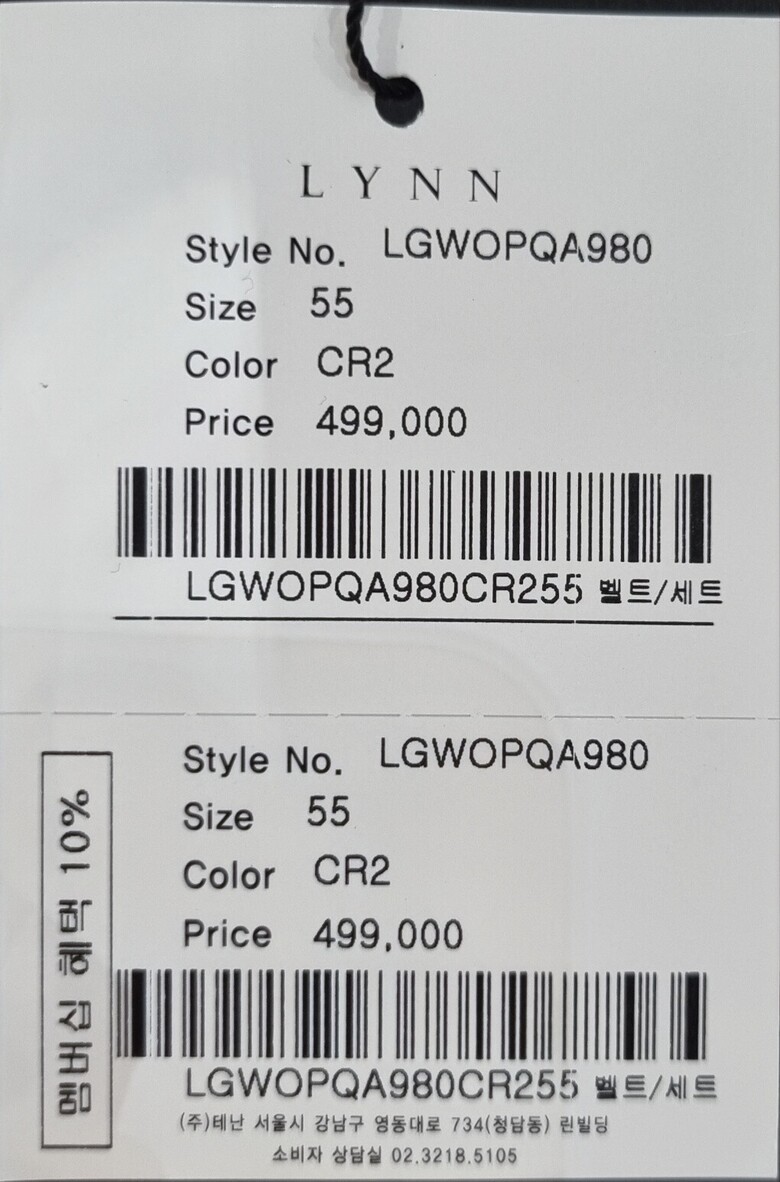 LYNN
Style No. LGWOPQA980
Size 55
Color CR2
Price 499,000
LGWOPQA980CR255 벨트/세트
Style No. LGWOPQA980
Size 55
Color CR2
Price 499,000
LGWOPQA980CR255 벨트/세트
(주)테난 서울시 강남구 영동대로 734(청담동) 린빌딩
소비자 상담실 02.3218.5105
멤버십 혜택 10%